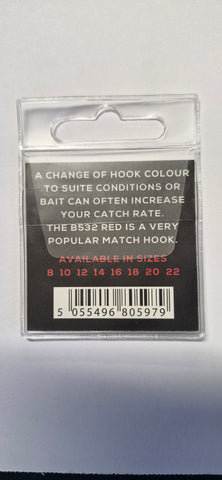 A CHANGE OF HOOK COLOUR
TO SUITE CONDITIONS OR
BAIT CAN OFTEN INCREASE
YOUR CATCH RATE.
THE B532 RED IS A VERY
POPULAR MATCH HOOK.
AVAILABLE IN SIZES
8 10 12 14 16 18 20 22
5 055496 805979